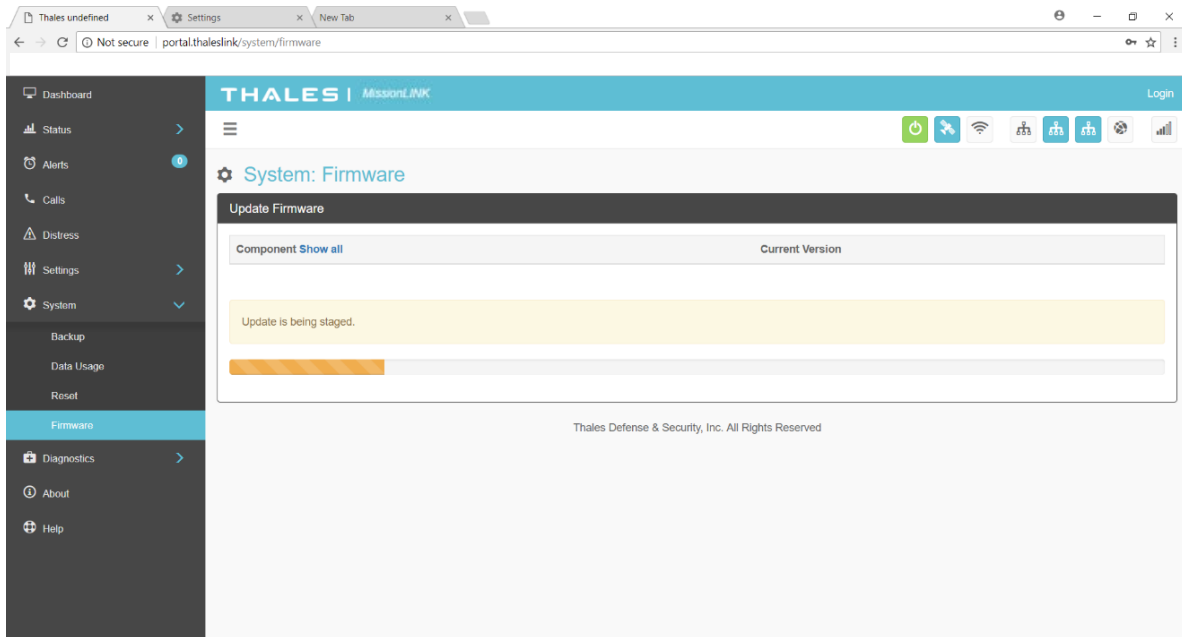 Thales undefined
Settings
New Tab
Not secure | portal.thaleslink/system/firmware
THALES | MissionLINK
Login
Dashboard
Status
Alerts 0
Calls
Distress
Settings
System
Backup
Data Usage
Reset
Firmware
Diagnostics
About
Help
System: Firmware
Update Firmware
Component Show all Current Version
Update is being staged.
Thales Defense & Security, Inc. All Rights Reserved